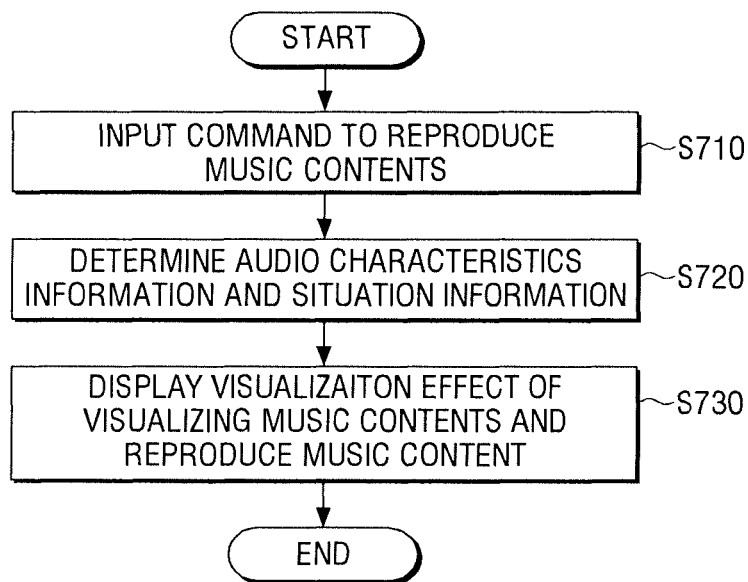 START
INPUT COMMAND TO REPRODUCE
MUSIC CONTENTS
S710
DETERMINE AUDIO CHARACTERISTICS
INFORMATION AND SITUATION INFORMATION
S720
DISPLAY VISUALIZAITON EFFECT OF
VISUALIZING MUSIC CONTENTS AND
REPRODUCE MUSIC CONTENT
S730
END